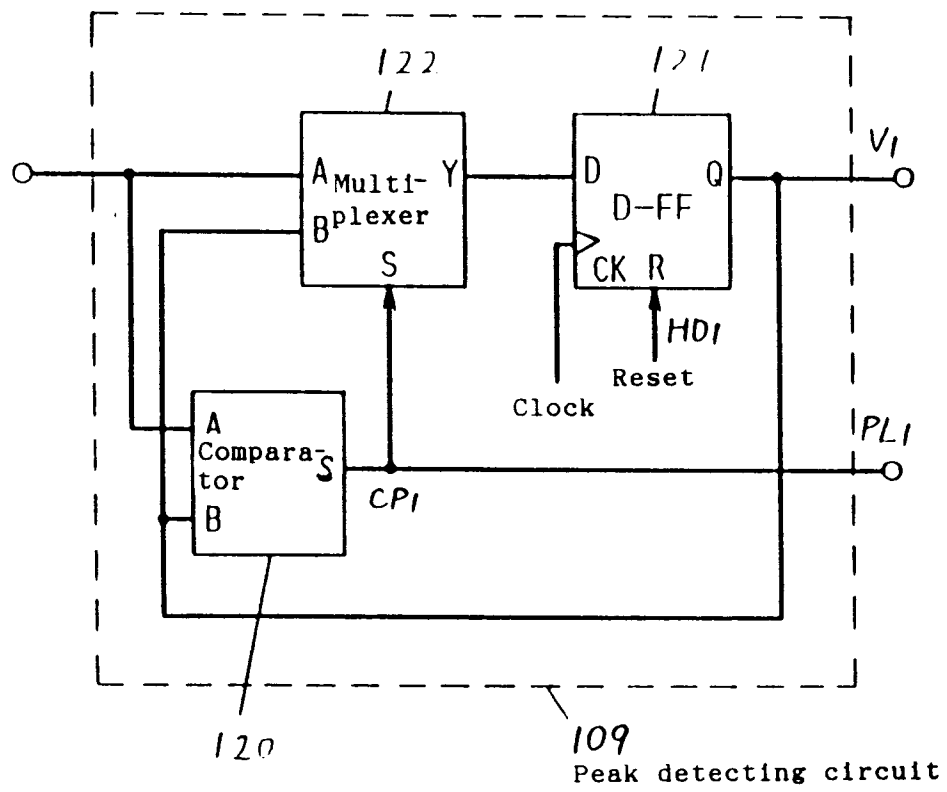 122
121
V1
A
Multi-
plexer
Y
B
S
D
Q
D-FF
CK R
HD1
Reset
Clock
PL1
A
Compara-
tor
S
B
CP1
120
109
Peak detecting circuit